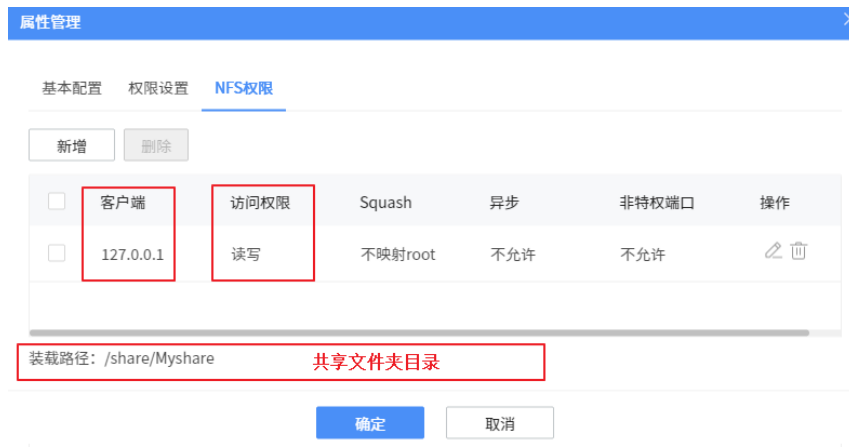 属性管理
基本配置 权限设置 NFS权限
新增 删除
客户端 访问权限 Squash 异步 非特权端口 操作
127.0.0.1 读写 不映射root 不允许 不允许
装载路径：/share/Myshare 共享文件夹目录
确定 取消